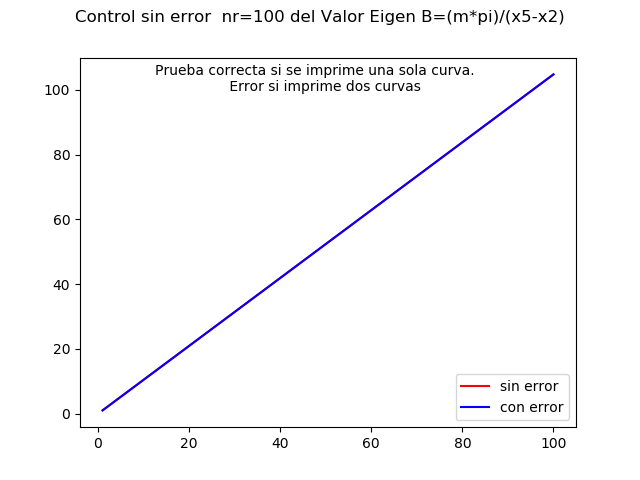 Control sin error  nr=100 del Valor Eigen B=(m*pi)/(x5-x2)
Prueba correcta si se imprime una sola curva.
Error si imprime dos curvas
100
80
60
40
20
0
sin error
con error
0
20
40
60
80
100